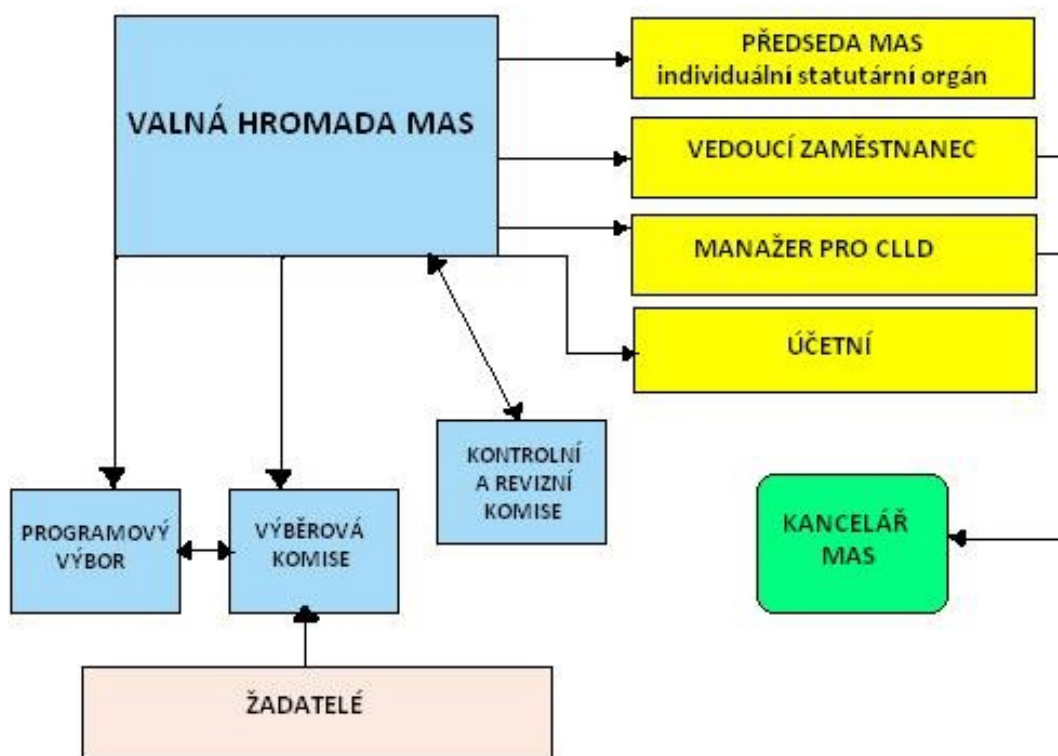 VALNÁ HROMADA MAS
PŘEDSEDA MAS
individuální statutární orgán
VEDOUCÍ ZAMĚSTNANEC
MANAŽER PRO CLLD
ÚČETNÍ
PROGRAMOVÝ
VÝBOR
VÝBĚROVÁ
KOMISE
KONTROLNÍ
A REVIZNÍ
KOMISE
KANCELÁŘ
MAS
ŽADATELÉ